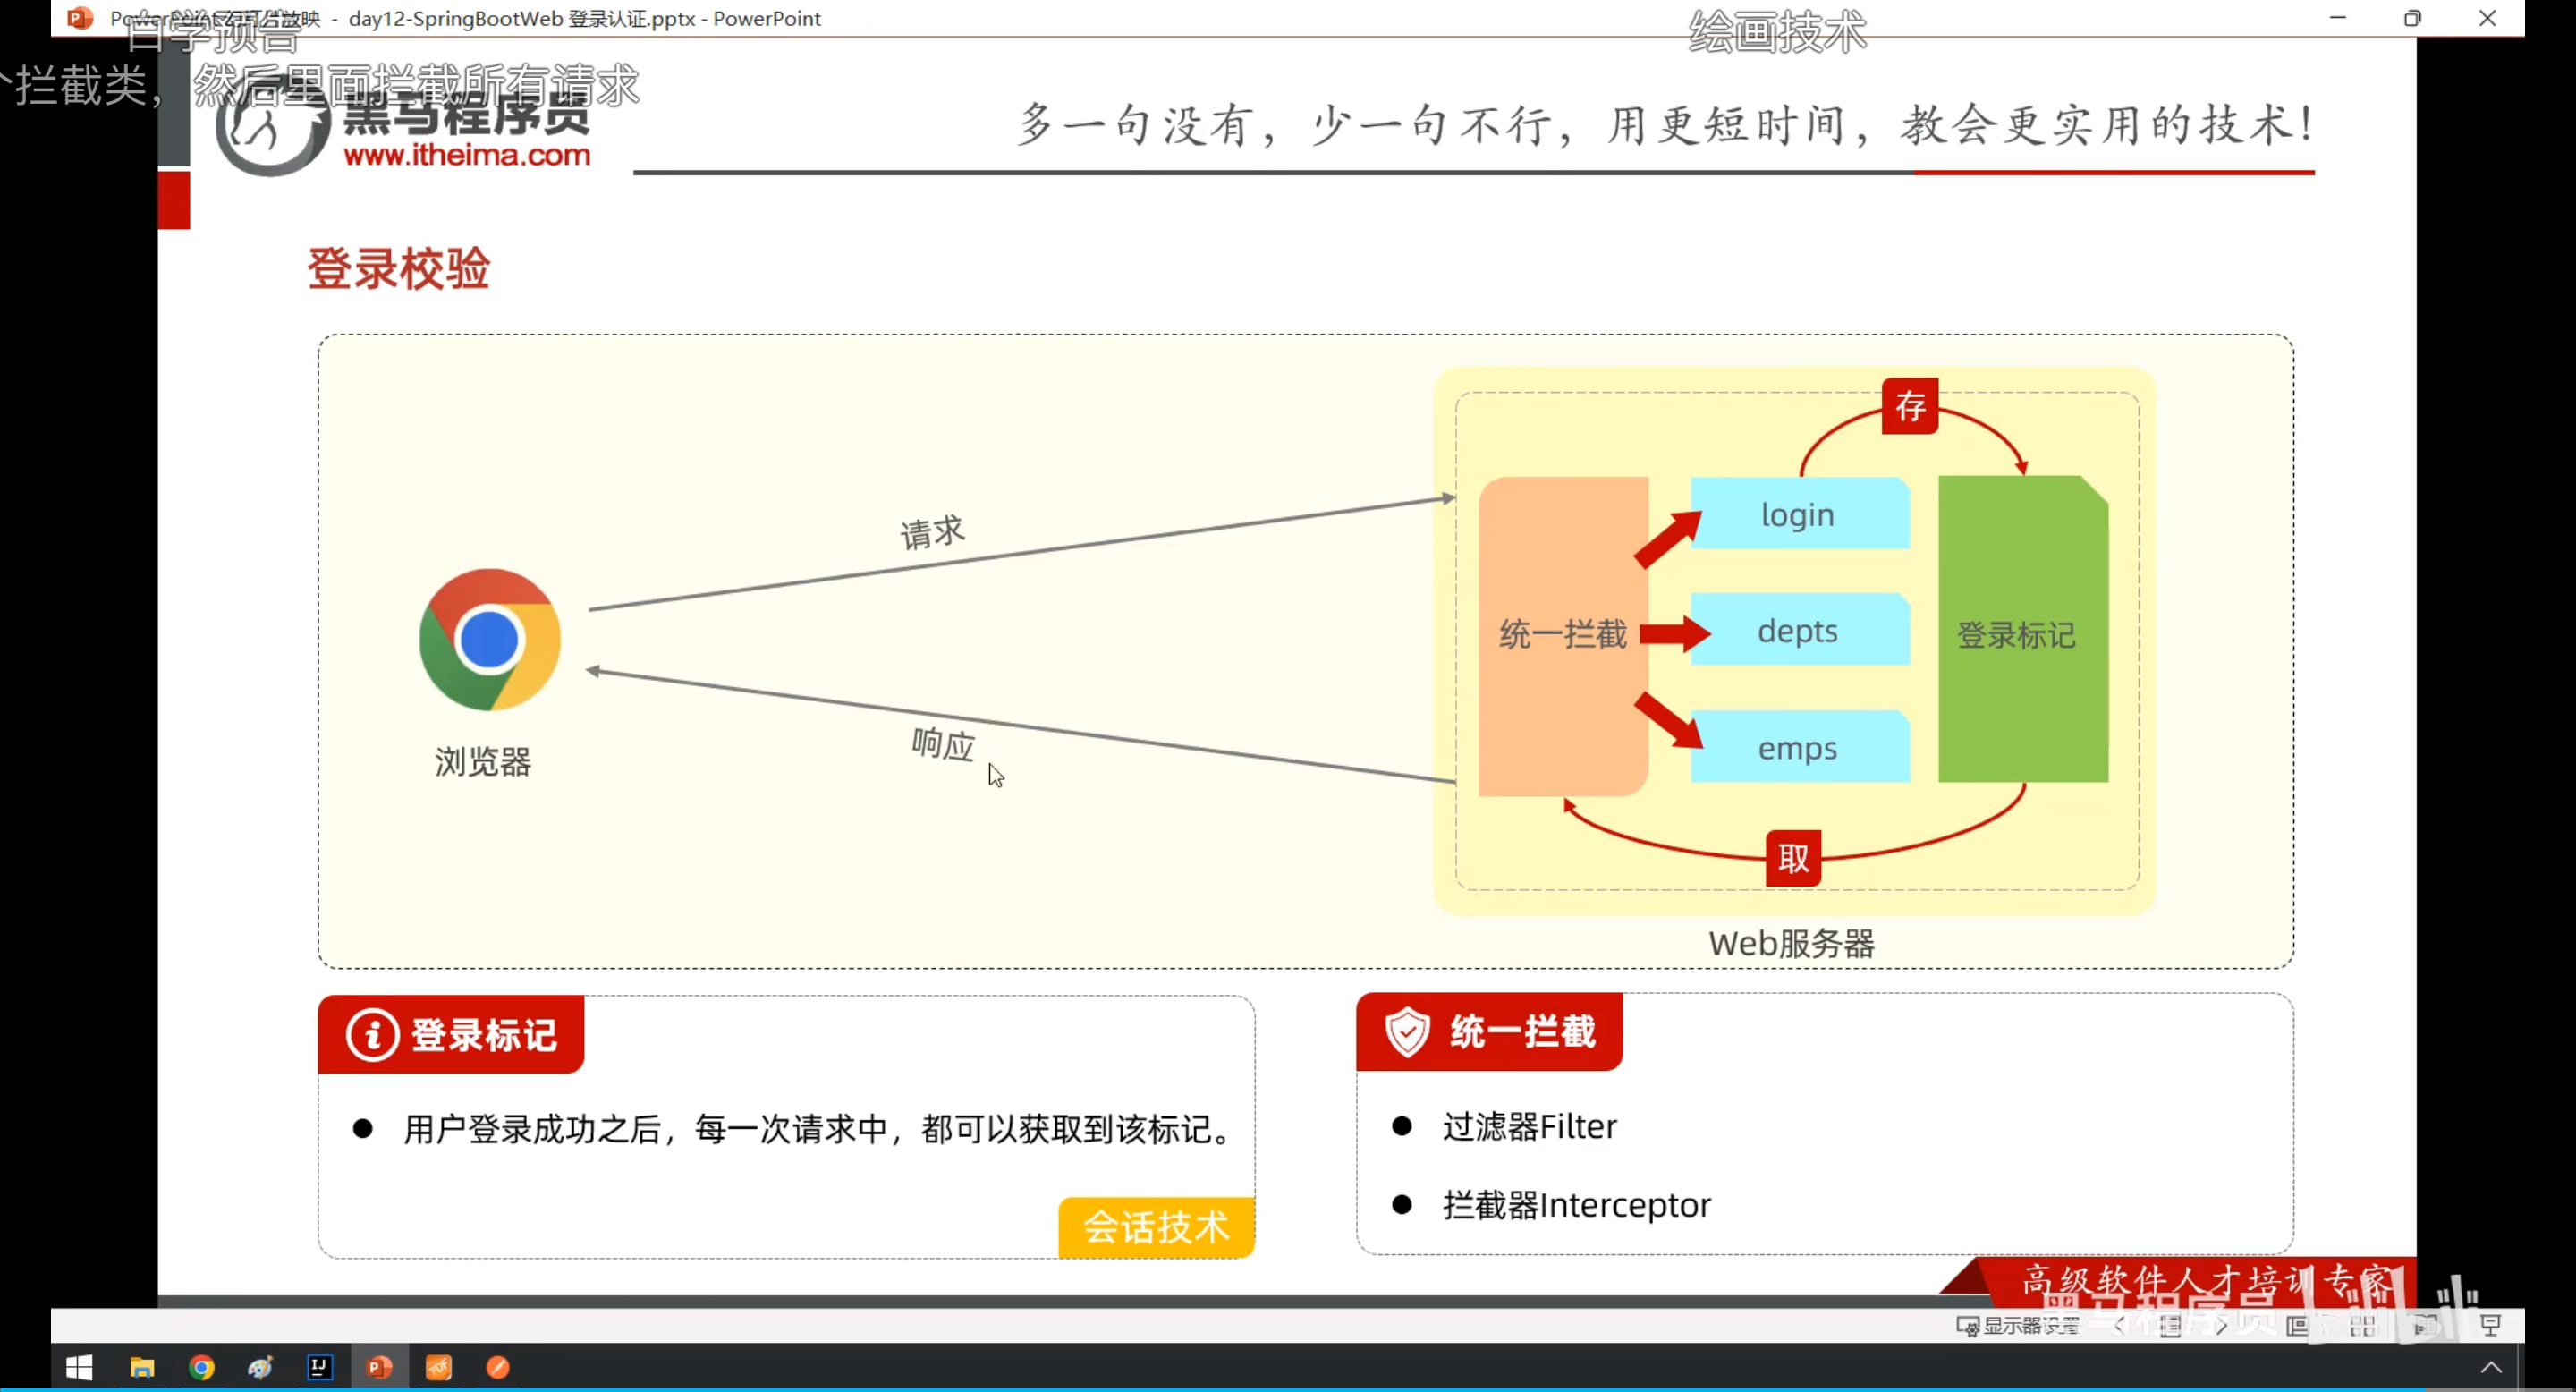 day12-SpringBootWeb 登录认证.pptx - PowerPoint
自学预告
绘画技术
个拦截类，
然后里面拦截所有请求
黑马程序员
www.itheima.com
多一句没有，少一句不行，用更短时间，教会更实用的技术！
登录校验
存
请求
login
统一拦截
depts
登录标记
响应
emps
浏览器
取
Web服务器
登录标记
用户登录成功之后，每一次请求中，都可以获取到该标记。
会话技术
统一拦截
过滤器Filter
拦截器Interceptor
高级软件人才培训专家
黑马程序员
显示器设置